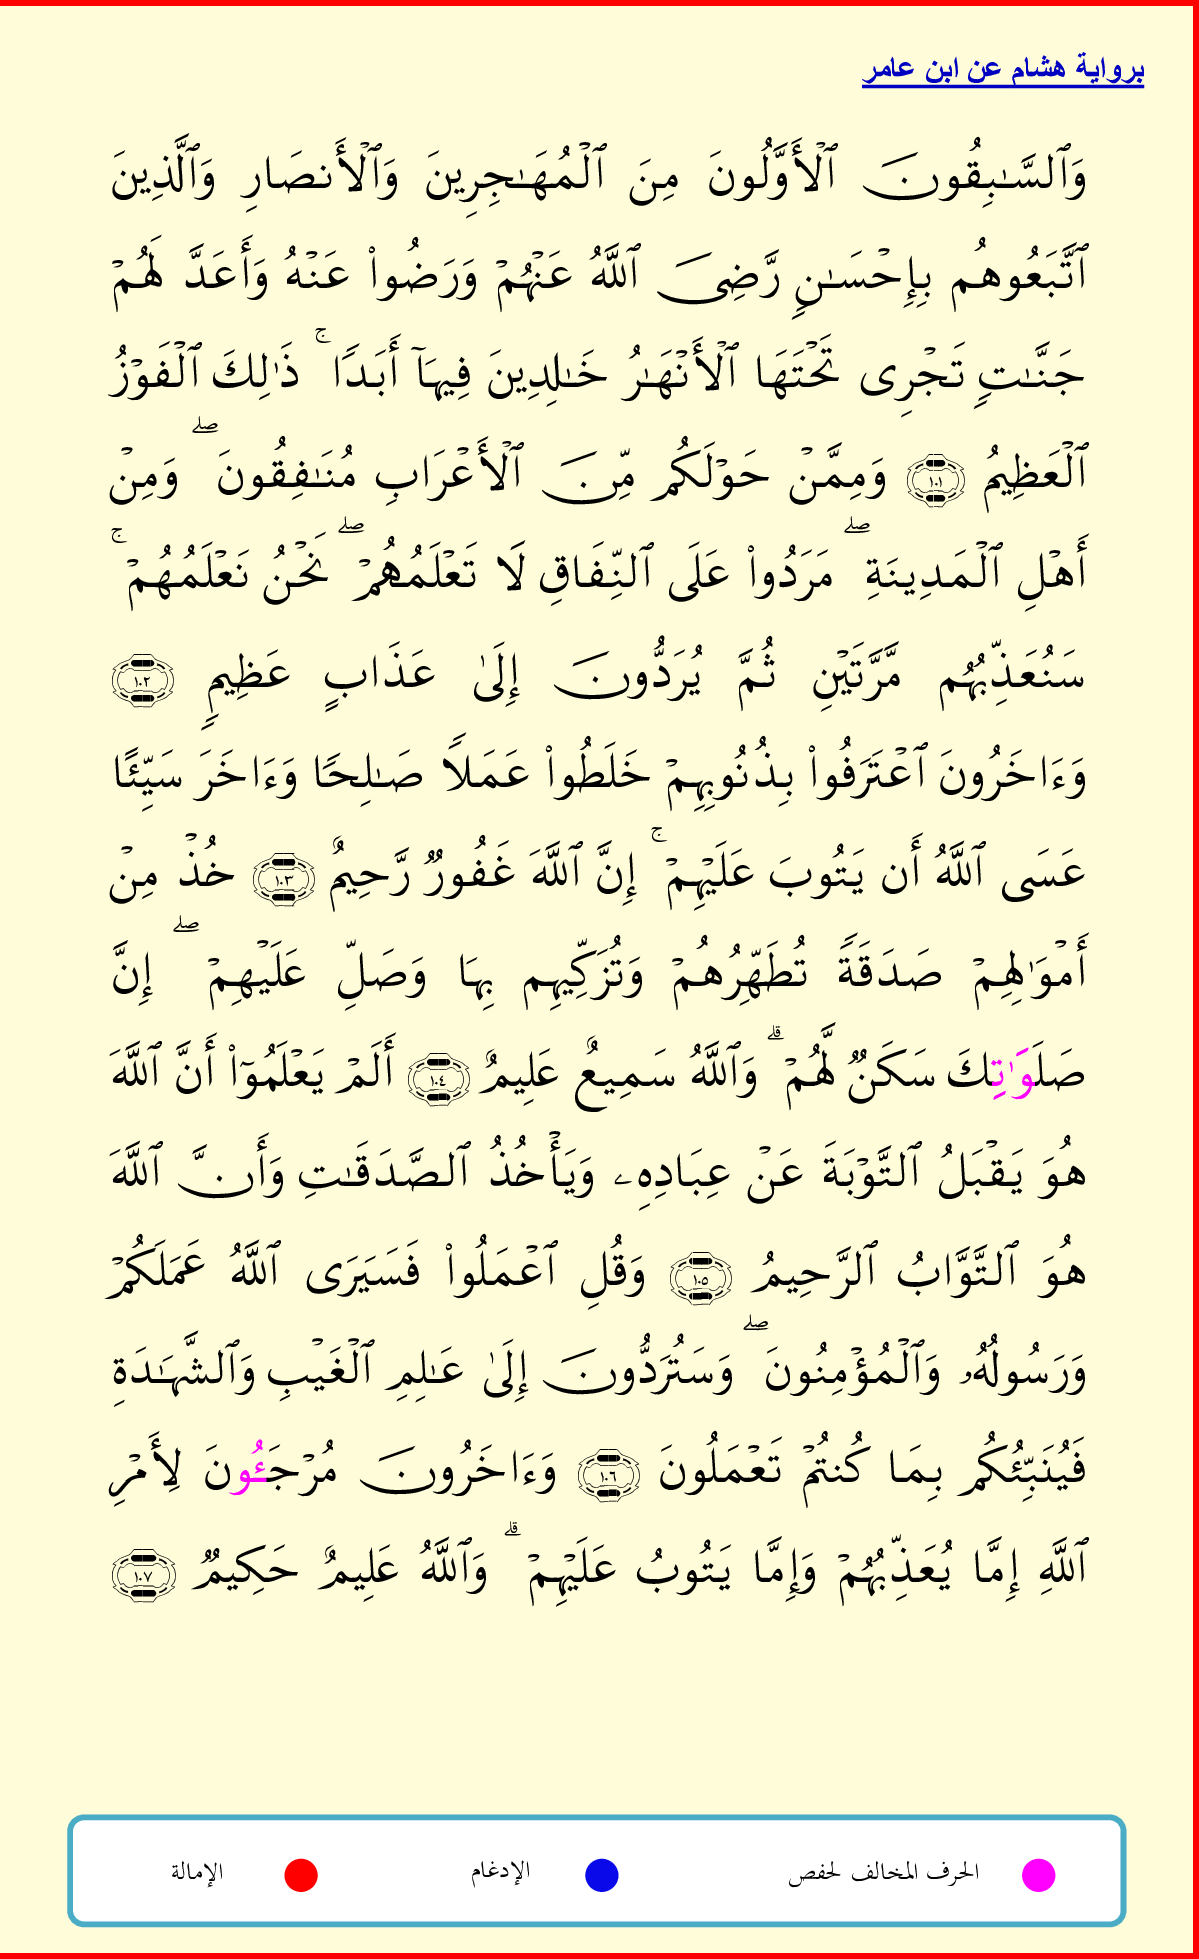 برواية هشام عن ابن عامر
وَٱلسَّـٰبِقُونَ ٱلْأَوَّلُونَ مِنَ ٱلْمُهَـٰجِرِينَ وَٱلْأَنصَارِ وَٱلَّذِينَ
ٱتَّبَعُوهُم بِإِحْسَـٰنٍ رَّضِىَ ٱللَّهُ عَنْهُمْ وَرَضُوا۟ عَنْهُ وَأَعَدَّ لَهُمْ
جَنَّـٰتٍ تَجْرِى تَحْتَهَا ٱلْأَنْهَـٰرُ خَـٰلِدِينَ فِيهَآ أَبَدًا ۚ ذَٰلِكَ ٱلْفَوْزُ
ٱلْعَظِيمُ ١٠١ وَمِمَّنْ حَوْلَكُم مِّنَ ٱلْأَعْرَابِ مُنَـٰفِقُونَ ۖ وَمِنْ
أَهْلِ ٱلْمَدِينَةِ ۖ مَرَدُوا۟ عَلَى ٱلنِّفَاقِ لَا تَعْلَمُهُمْ ۖ نَحْنُ نَعْلَمُهُمْ ۚ
سَنُعَذِّبُهُم مَّرَّتَيْنِ ثُمَّ يُرَدُّونَ إِلَىٰ عَذَابٍ عَظِيمٍ ١٠٢
وَءَاخَرُونَ ٱعْتَرَفُوا۟ بِذُنُوبِهِمْ خَلَطُوا۟ عَمَلًا صَـٰلِحًا وَءَاخَرَ سَيِّئًا
عَسَى ٱللَّهُ أَن يَتُوبَ عَلَيْهِمْ ۚ إِنَّ ٱللَّهَ غَفُورٌ رَّحِيمٌ ١٠٣ خُذْ مِنْ
أَمْوَٰلِهِمْ صَدَقَةً تُطَهِّرُهُمْ وَتُزَكِّيهِم بِهَا وَصَلِّ عَلَيْهِمْ ۖ إِنَّ
صَلَوَٰتِكَ سَكَنٌ لَّهُمْ ۗ وَٱللَّهُ سَمِيعٌ عَلِيمٌ ١٠٤ أَلَمْ يَعْلَمُوٓا۟ أَنَّ ٱللَّهَ
هُوَ يَقْبَلُ ٱلتَّوْبَةَ عَنْ عِبَادِهِۦ وَيَأْخُذُ ٱلصَّدَقَـٰتِ وَأَنَّ ٱللَّهَ
هُوَ ٱلتَّوَّابُ ٱلرَّحِيمُ ١٠٥ وَقُلِ ٱعْمَلُوا۟ فَسَيَرَى ٱللَّهُ عَمَلَكُمْ
وَرَسُولُهُۥ وَٱلْمُؤْمِنُونَ ۖ وَسَتُرَدُّونَ إِلَىٰ عَـٰلِمِ ٱلْغَيْبِ وَٱلشَّهَـٰدَةِ
فَيُنَبِّئُكُم بِمَا كُنتُمْ تَعْمَلُونَ ١٠٦ وَءَاخَرُونَ مُرْجَـُٔونَ لِأَمْرِ
ٱللَّهِ إِمَّا يُعَذِّبُهُمْ وَإِمَّا يَتُوبُ عَلَيْهِمْ ۗ وَٱللَّهُ عَلِيمٌ حَكِيمٌ ١٠٧
الحرف المخالف لحفص الإدغام الإمالة